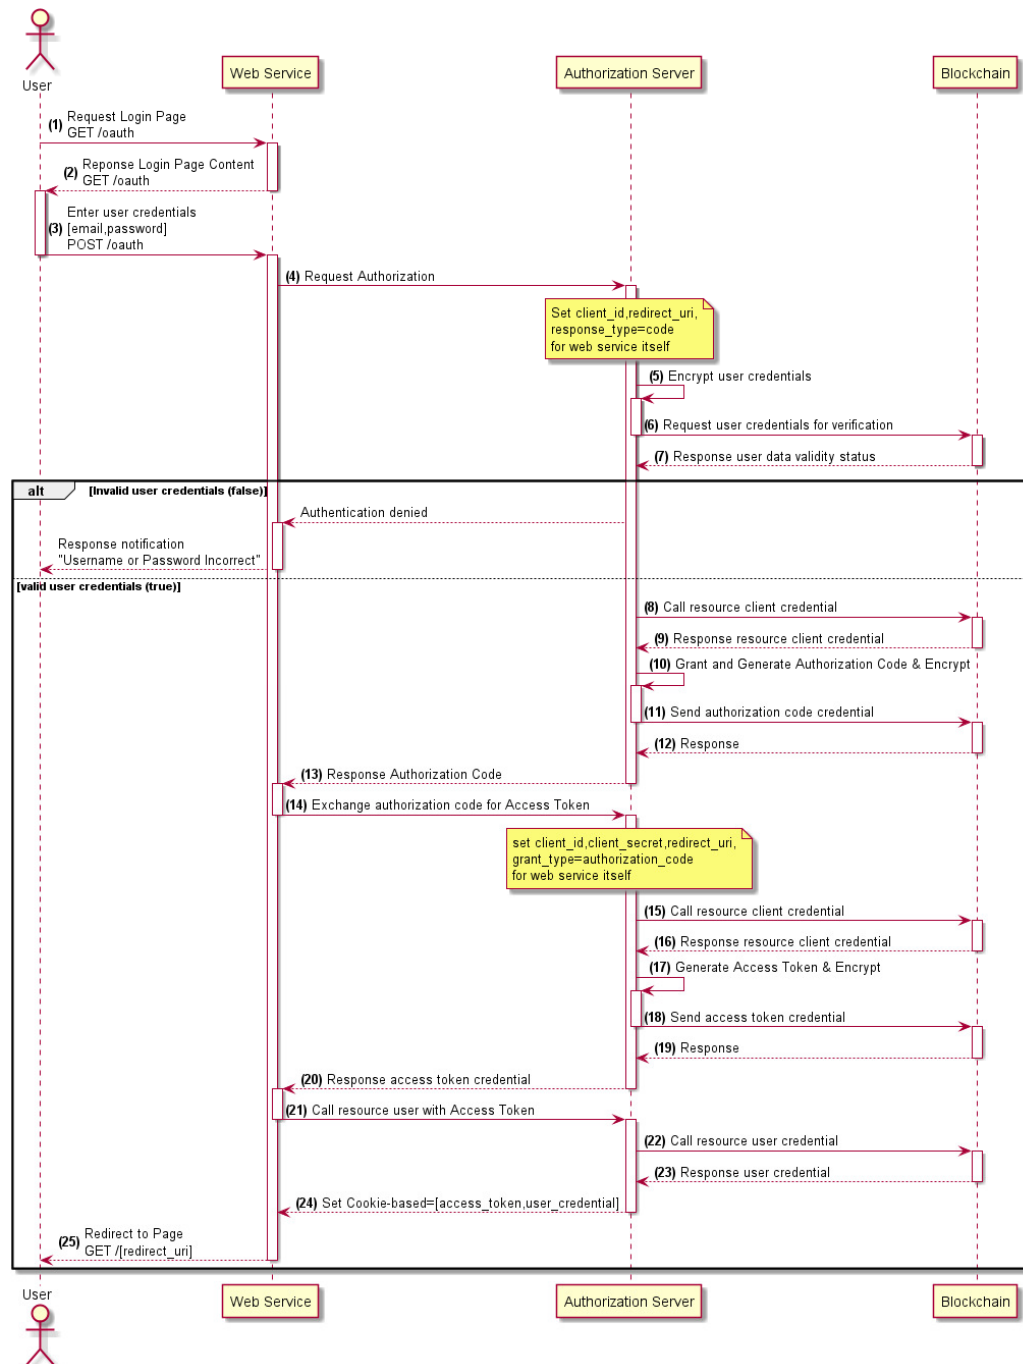 User
Web Service
Authorization Server
Blockchain
(1) Request Login Page
GET /oauth
(2) Reponse Login Page Content
GET /oauth
Enter user credentials
(3) [email,password]
POST /oauth
(4) Request Authorization
Set client_id,redirect_uri,
response_type=code
for web service itself
(5) Encrypt user credentials
(6) Request user credentials for verification
(7) Response user data validity status
alt [Invalid user credentials (false)]
Authentication denied
Response notification
"Username or Password Incorrect"
[valid user credentials (true)]
(8) Call resource client credential
(9) Response resource client credential
(10) Grant and Generate Authorization Code & Encrypt
(11) Send authorization code credential
(12) Response
(13) Response Authorization Code
(14) Exchange authorization code for Access Token
set client_id,client_secret,redirect_uri,
grant_type=authorization_code
for web service itself
(15) Call resource client credential
(16) Response resource client credential
(17) Generate Access Token & Encrypt
(18) Send access token credential
(19) Response
(20) Response access token credential
(21) Call resource user with Access Token
(22) Call resource user credential
(23) Response user credential
(24) Set Cookie-based=[access_token,user_credential]
(25) Redirect to Page
GET /[redirect_uri]
User
Web Service
Authorization Server
Blockchain